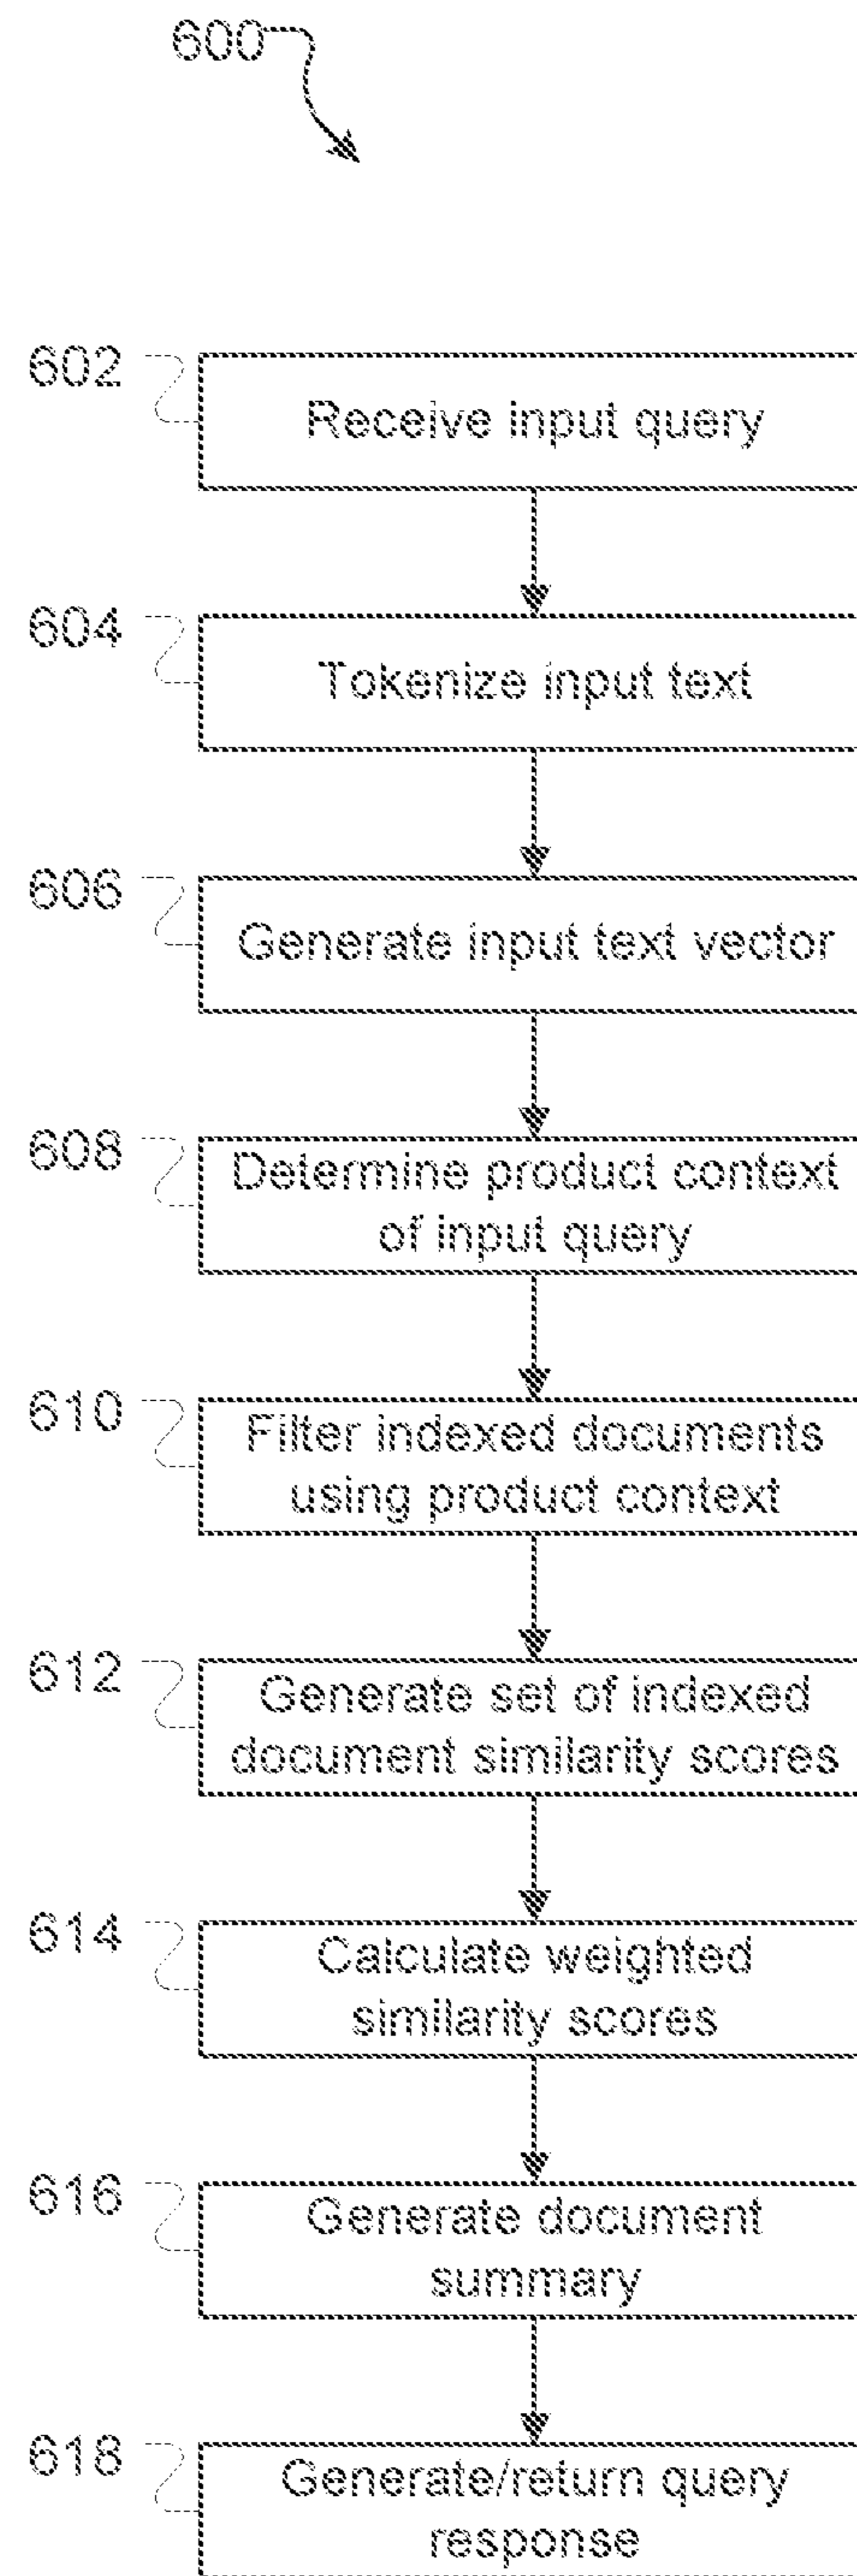 600
602
Receive input query
604
Tokenize input text
606
Generate input text vector
608
Determine product context
of input query
610
Filter indexed documents
using product context
612
Generate set of indexed
document similarity scores
614
Calculate weighted
similarity scores
616
Generate document
summary
618
Generate/return query
response